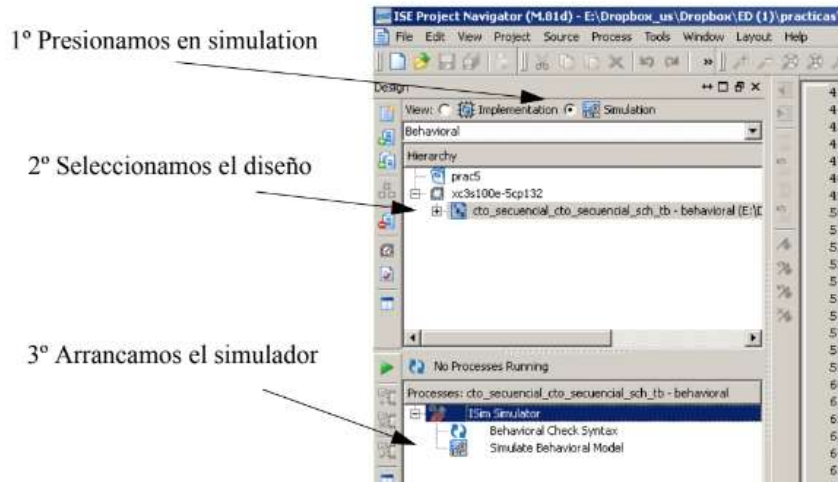 ISE Project Navigator (M.81d) - E:\Dropbox_us\Dropbox\ED (1)\practicas\
File Edit View Project Source Process Tools Window Layout Help
1º Presionamos en simulation
Design
View: Implementation Simulation
Behavioral
Hierarchy
2º Seleccionamos el diseño
prac5
xc3s100e-5cp132
cto_secuencial_cto_secuencial_sch_tb - behavioral (E:\D
3º Arrancamos el simulador
No Processes Running
Processes: cto_secuencial_cto_secuencial_sch_tb - behavioral
ISim Simulator
Behavioral Check Syntax
Simulate Behavioral Model